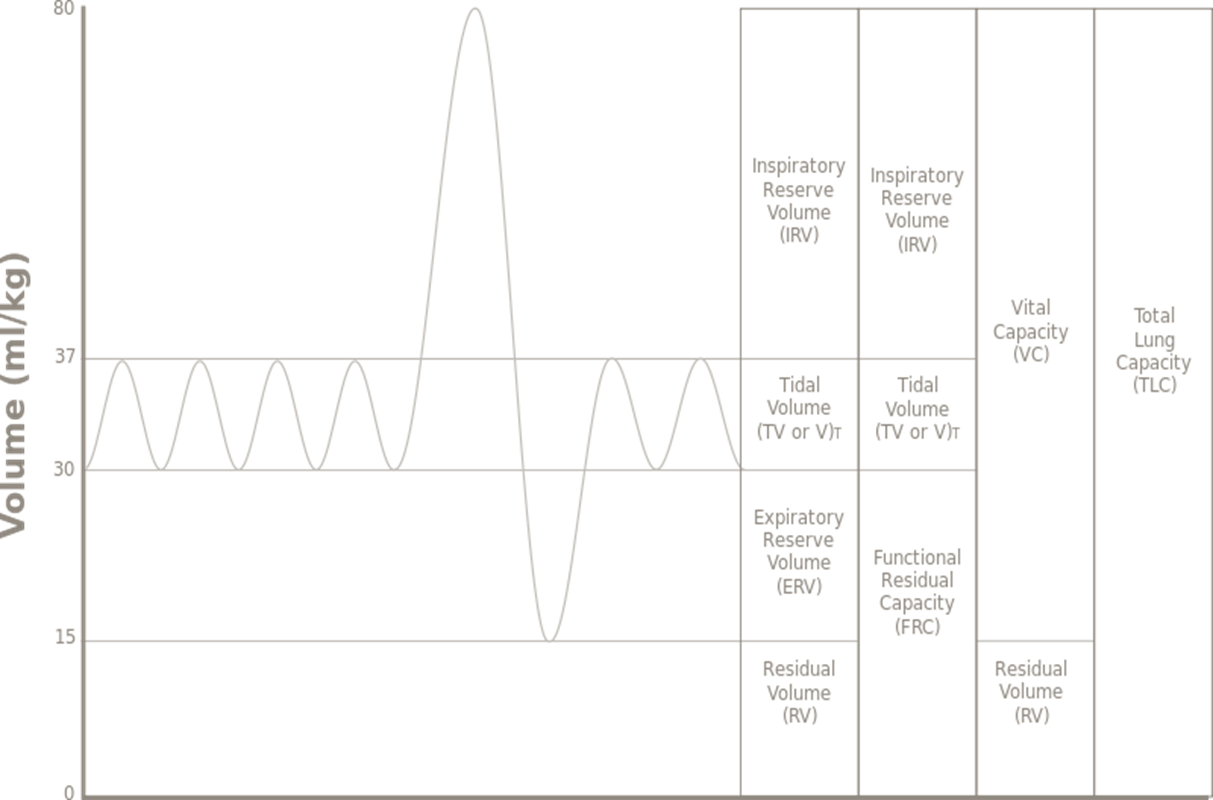 80
37
30
15
0
Volume (ml/kg)
Inspiratory
Reserve
Volume
(IRV)
Tidal
Volume
(TV or V)T
Expiratory
Reserve
Volume
(ERV)
Residual
Volume
(RV)
Inspiratory
Reserve
Volume
(IRV)
Tidal
Volume
(TV or V)T
Functional
Residual
Capacity
(FRC)
Vital
Capacity
(VC)
Residual
Volume
(RV)
Total
Lung
Capacity
(TLC)